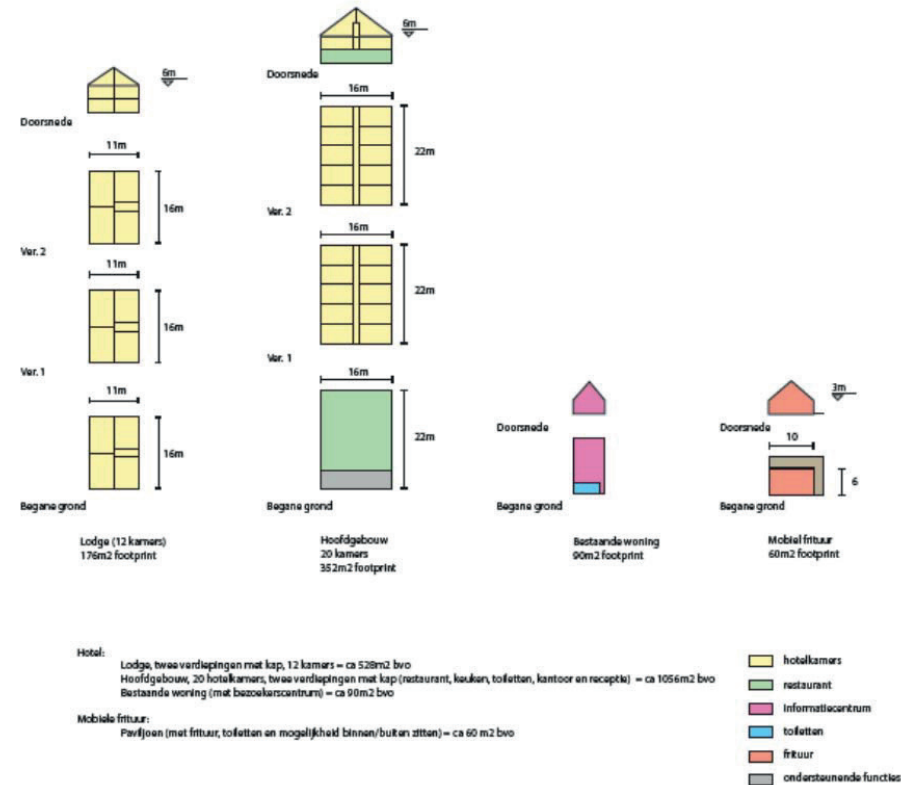 6m
Doorsnede
11m
16m
Ver. 2
11m
16m
Ver. 1
11m
16m
Begane grond
Lodge (12 kamers)
176m2 footprint
6m
Doorsnede
16m
22m
Ver. 2
22m
Ver. 1
16m
22m
Begane grond
Hoofdgebouw
20 kamers
352m2 footprint
Doorsnede
Begane grond
Bestaande woning
90m2 footprint
3m
Doorsnede
10
6
Begane grond
Mobiel frituur
60m2 footprint
Hotel:
Lodge, twee verdiepingen met kap, 12 kamers = ca 528m2 bvo
Hoofdgebouw, 20 hotelkamers, twee verdiepingen met kap (restaurant, keuken, toiletten, kantoor en receptie) = ca 1056m2 bvo
Bestaande woning (met bezoekerscentrum) = ca 90m2 bvo
Mobiele frituur:
Paviljoen (met frituur, toiletten en mogelijkheid binnen/buiten zitten) = ca 60 m2 bvo
hotelkamers
restaurant
informatiecentrum
toiletten
frituur
ondersteunende functies